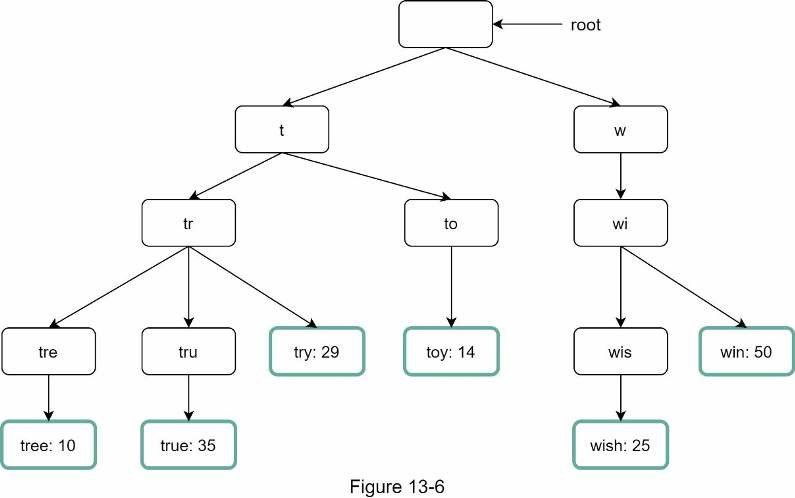 root
t
w
tr
to
wi
tre
tru
try: 29
toy: 14
wis
win: 50
tree: 10
true: 35
wish: 25
Figure 13-6